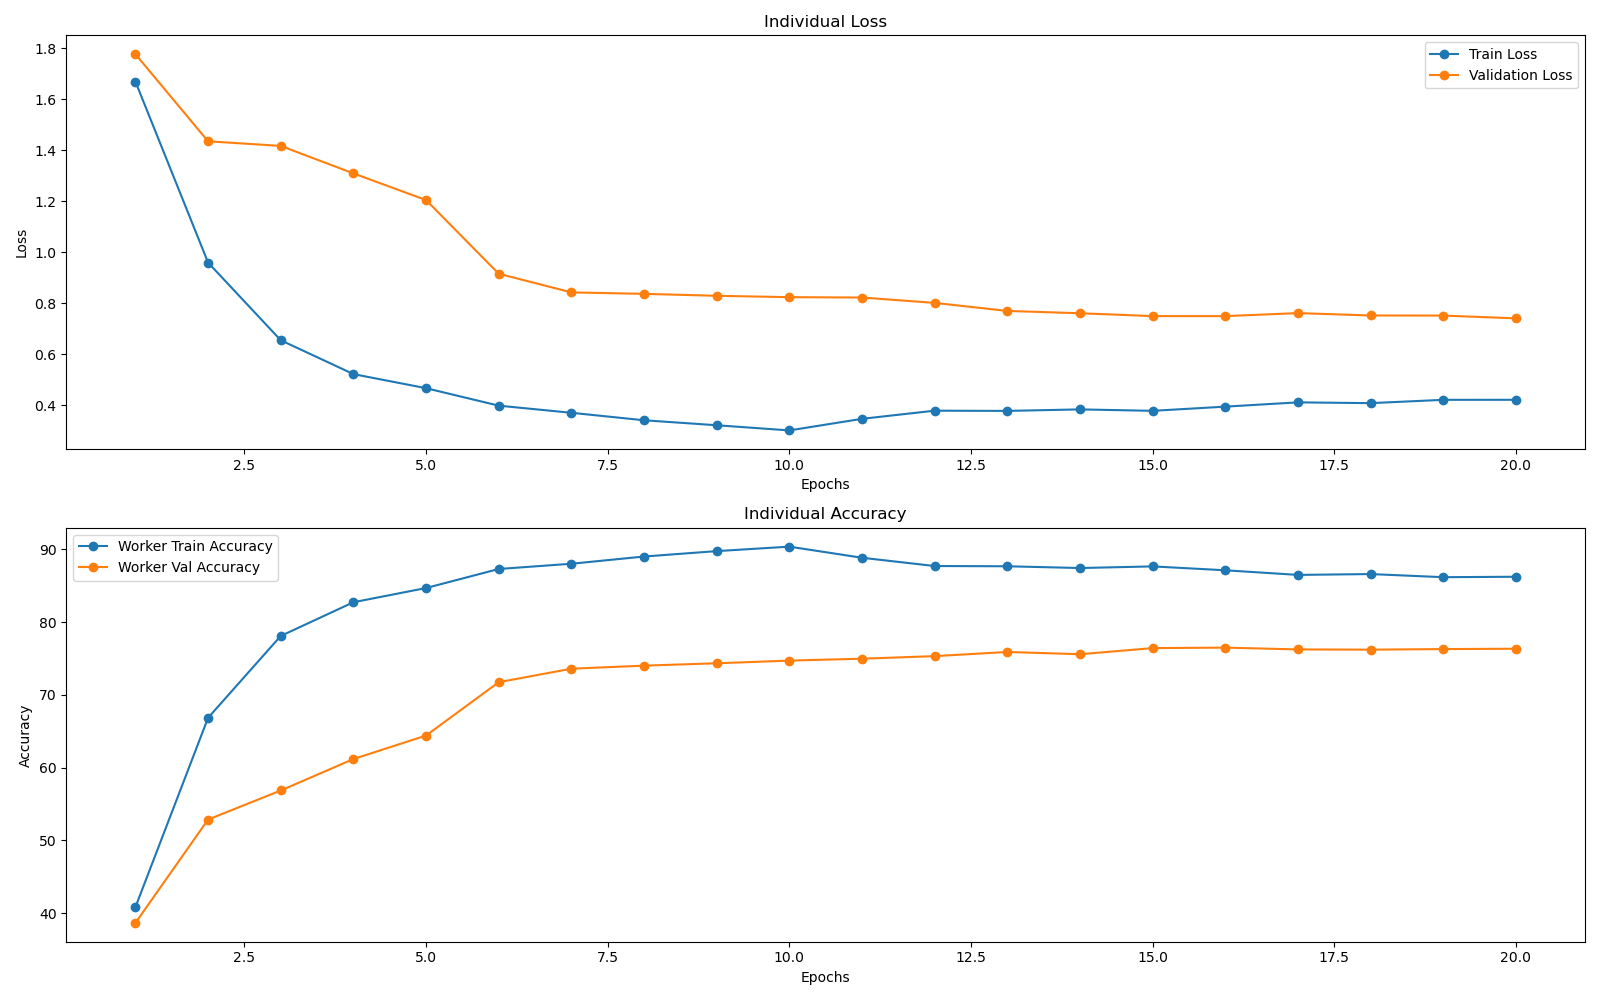 Individual Loss
1.8
1.6
1.4
1.2
1.0
0.8
0.6
0.4
Loss
Train Loss
Validation Loss
2.5 5.0 7.5 10.0 12.5 15.0 17.5 20.0
Epochs
Individual Accuracy
90
80
70
60
50
40
Accuracy
Worker Train Accuracy
Worker Val Accuracy
2.5 5.0 7.5 10.0 12.5 15.0 17.5 20.0
Epochs